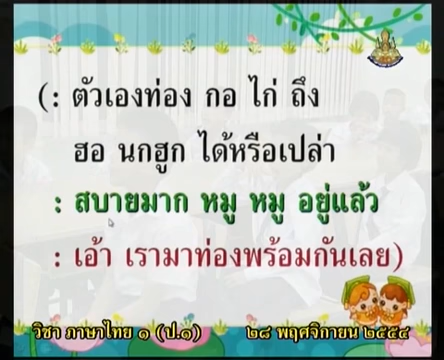 (: ตัวเองท่อง กอ ไก่ ถึง
ฮอ นกฮูก ได้หรือเปล่า
: สบายมาก หมู หมู อยู่แล้ว
: เอ้า เรามาท่องพร้อมกันเลย)
วิชา ภาษาไทย ๑ (ป.๑) ๒๘ พฤศจิกายน ๒๕๕๔